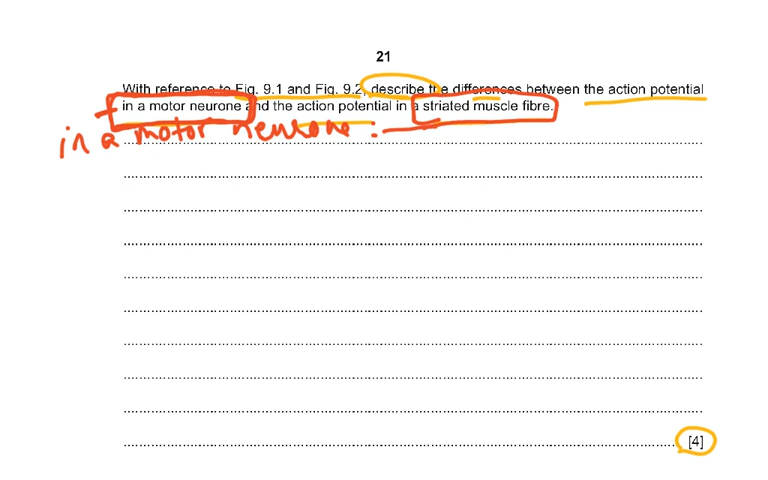 21
With reference to Fig. 9.1 and Fig. 9.2, describe the differences between the action potential
in a motor neurone and the action potential in a striated muscle fibre.
in a motor neurone :
[4]